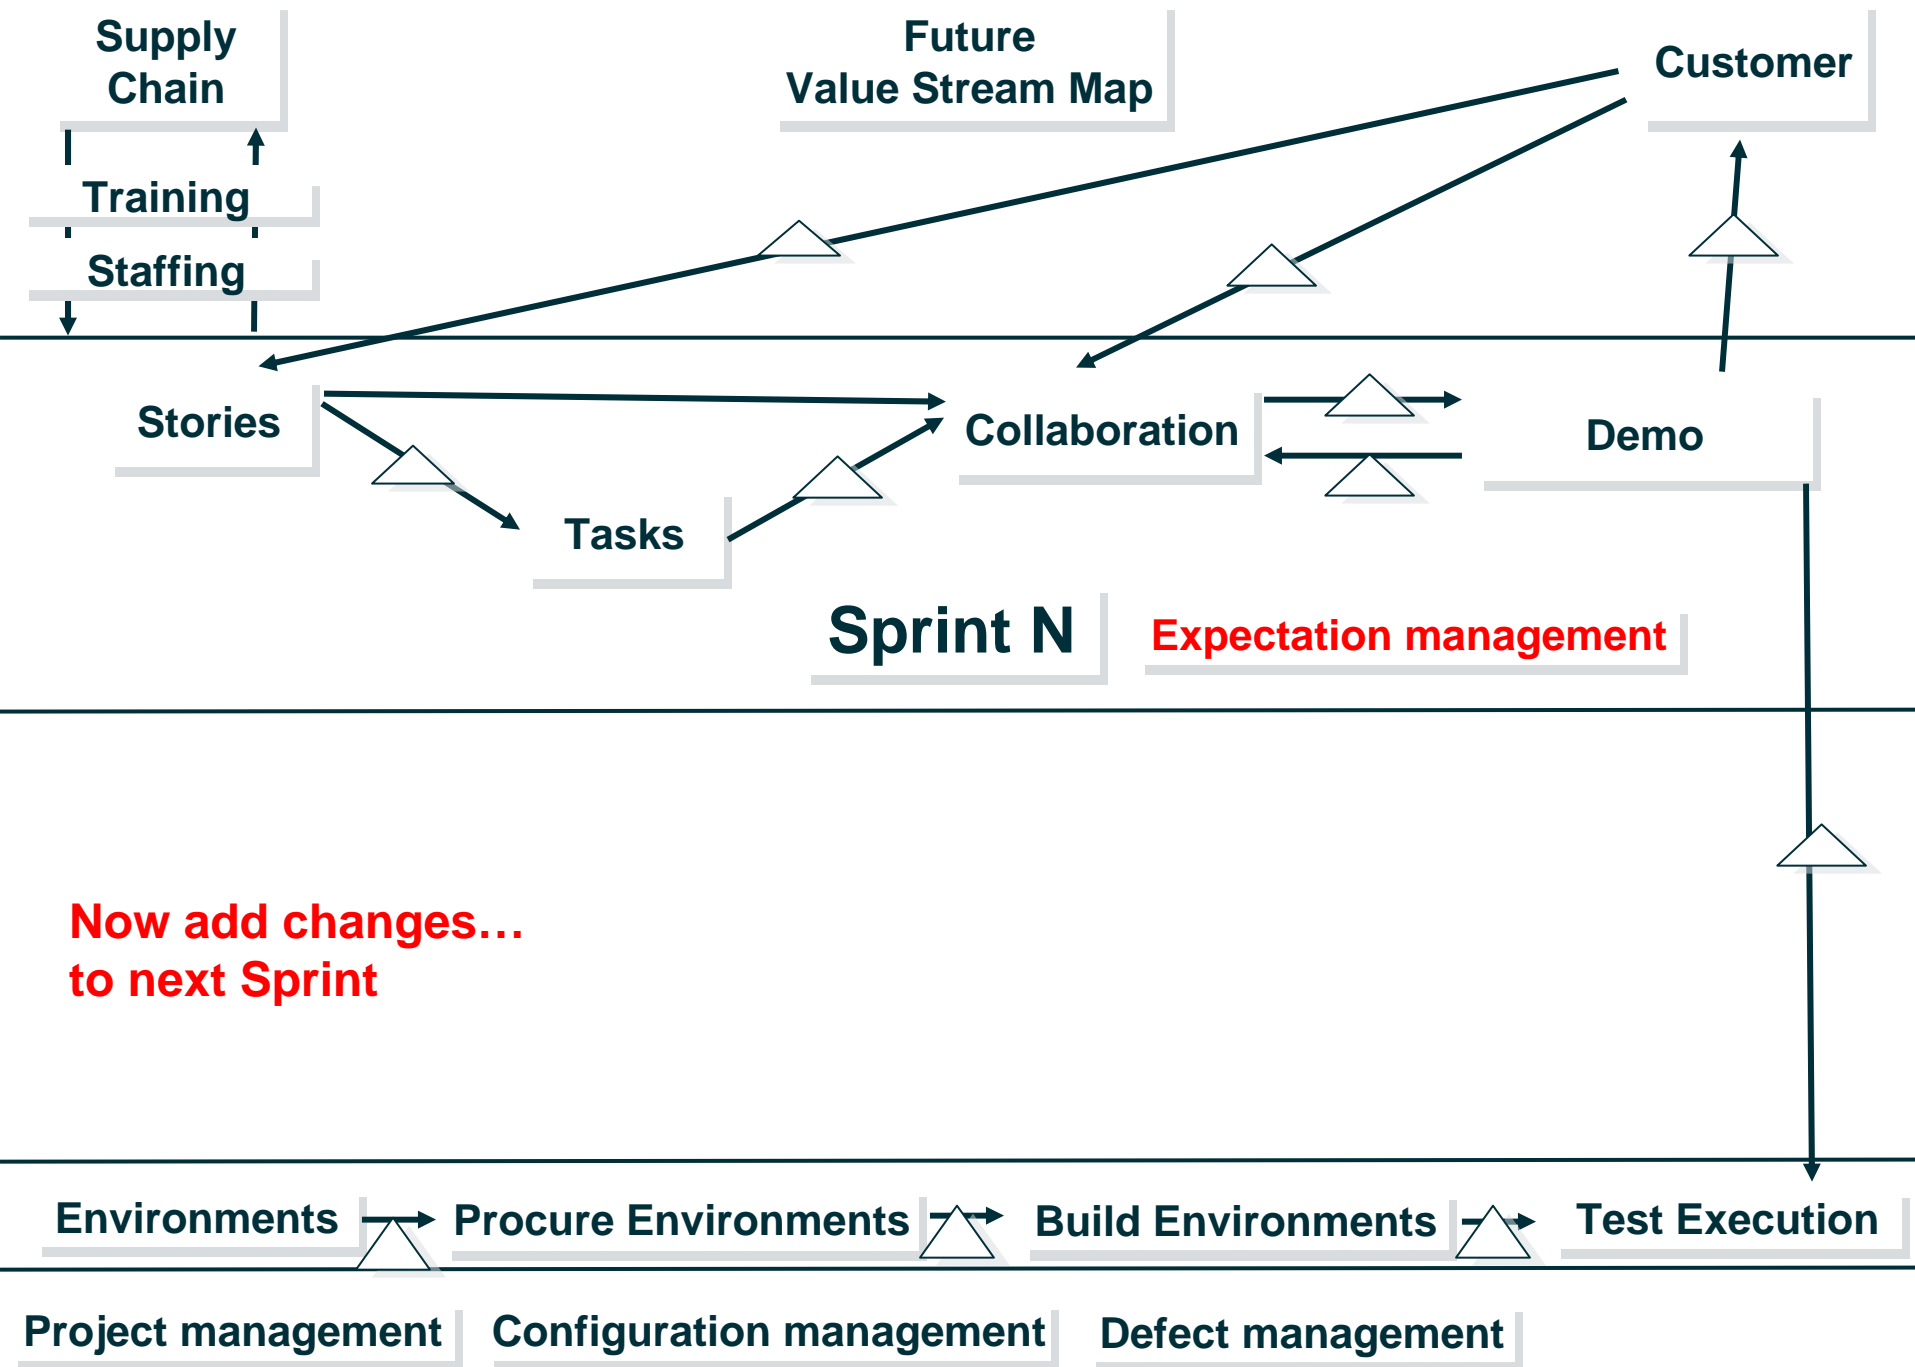 Supply
Chain
Future
Value Stream Map
Customer
Training
Staffing
Stories
Collaboration
Demo
Tasks
Sprint N
Expectation management
Now add changes…
to next Sprint
Environments
Procure Environments
Build Environments
Test Execution
Project management
Configuration management
Defect management